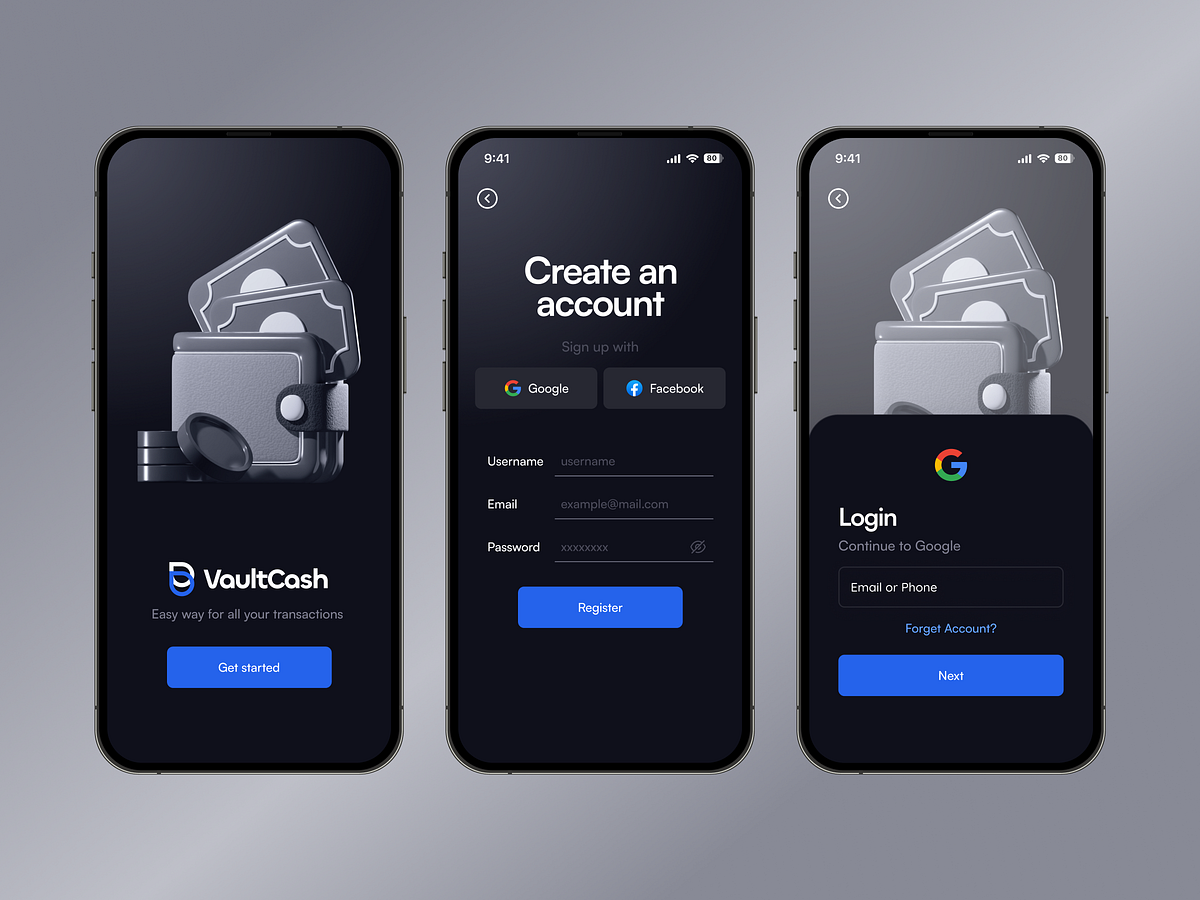 VaultCash
Easy way for all your transactions
Get started
9:41
80
Create an
account
Sign up with
Google
Facebook
Username
username
Email
example@mail.com
Password
xxxxxxxx
Register
9:41
80
Login
Continue to Google
Email or Phone
Forget Account?
Next